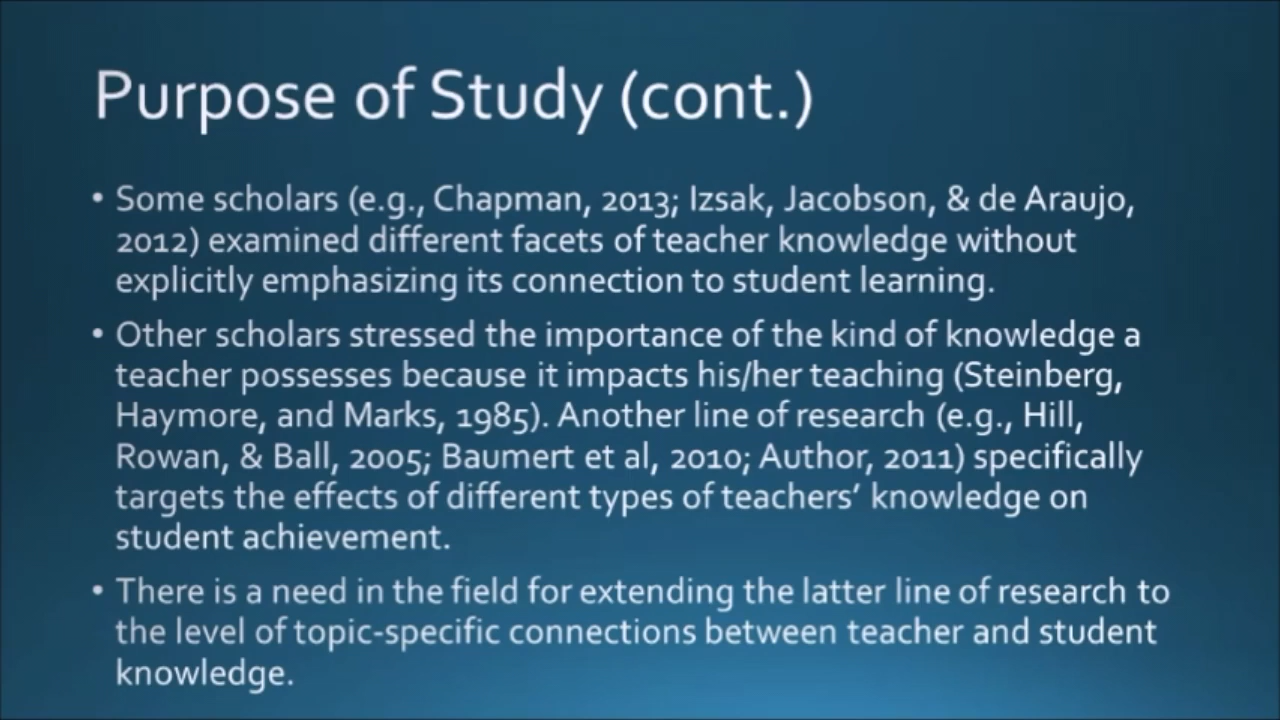 Purpose of Study (cont.)
• Some scholars (e.g., Chapman, 2013; Izsak, Jacobson, & de Araujo,
2012) examined different facets of teacher knowledge without
explicitly emphasizing its connection to student learning.
• Other scholars stressed the importance of the kind of knowledge a
teacher possesses because it impacts his/her teaching (Steinberg,
Haymore, and Marks, 1985). Another line of research (e.g., Hill,
Rowan, & Ball, 2005; Baumert et al, 2010; Author, 2011) specifically
targets the effects of different types of teachers’ knowledge on
student achievement.
• There is a need in the field for extending the latter line of research to
the level of topic-specific connections between teacher and student
knowledge.